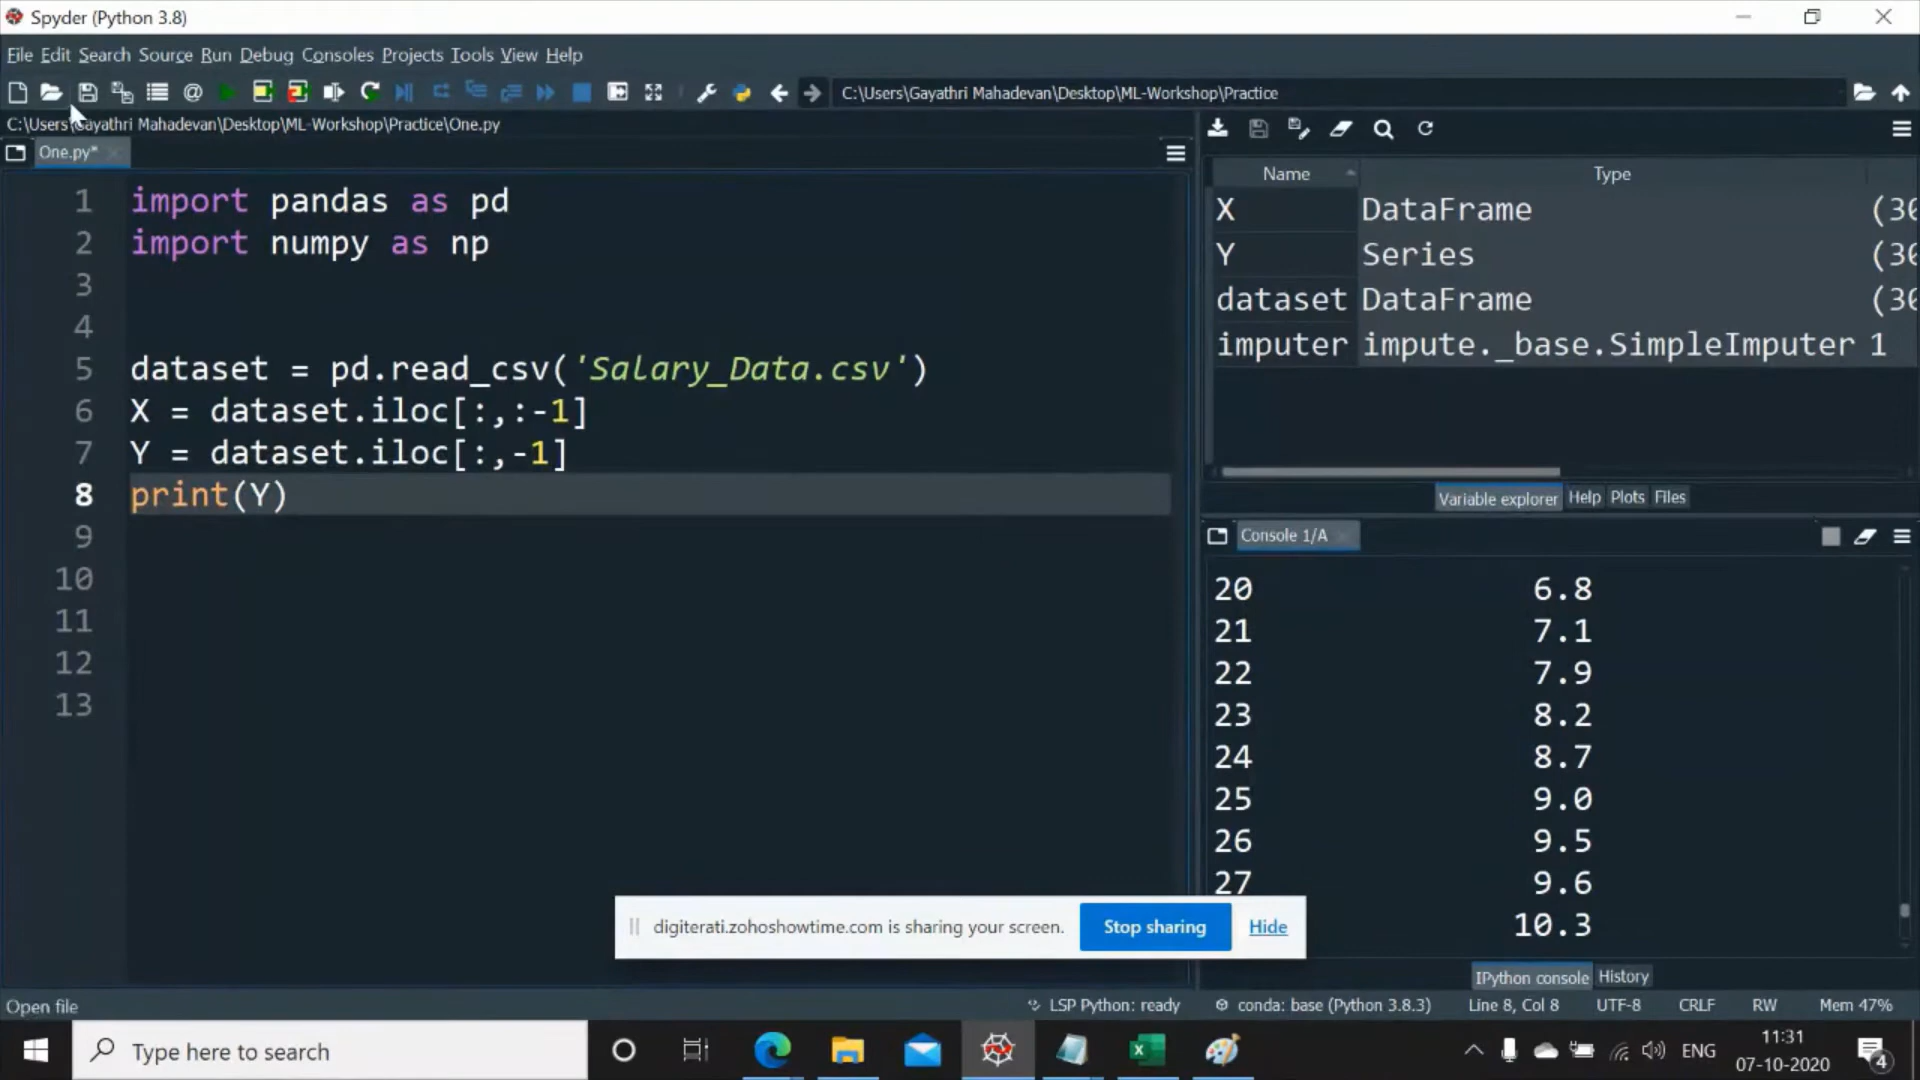 Spyder (Python 3.8)
File Edit Search Source Run Debug Consoles Projects Tools View Help
C:\Users\Gayathri Mahadevan\Desktop\ML-Workshop\Practice
C:\Users\Gayathri Mahadevan\Desktop\ML-Workshop\Practice\One.py
One.py*
1 import pandas as pd
2 import numpy as np
3
4
5 dataset = pd.read_csv('Salary_Data.csv')
6 X = dataset.iloc[:,:-1]
7 Y = dataset.iloc[:,-1]
8 print(Y)
9
10
11
12
13
Name Type
X DataFrame (30
Y Series (30
dataset DataFrame (30
imputer impute._base.SimpleImputer 1
Variable explorer Help Plots Files
Console 1/A
20 6.8
21 7.1
22 7.9
23 8.2
24 8.7
25 9.0
26 9.5
27 9.6
10.3
digiterati.zohoshowtime.com is sharing your screen. Stop sharing Hide
IPython console History
Open file
LSP Python: ready conda: base (Python 3.8.3) Line 8, Col 8 UTF-8 CRLF RW Mem 47%
Type here to search
ENG
11:31
07-10-2020
4